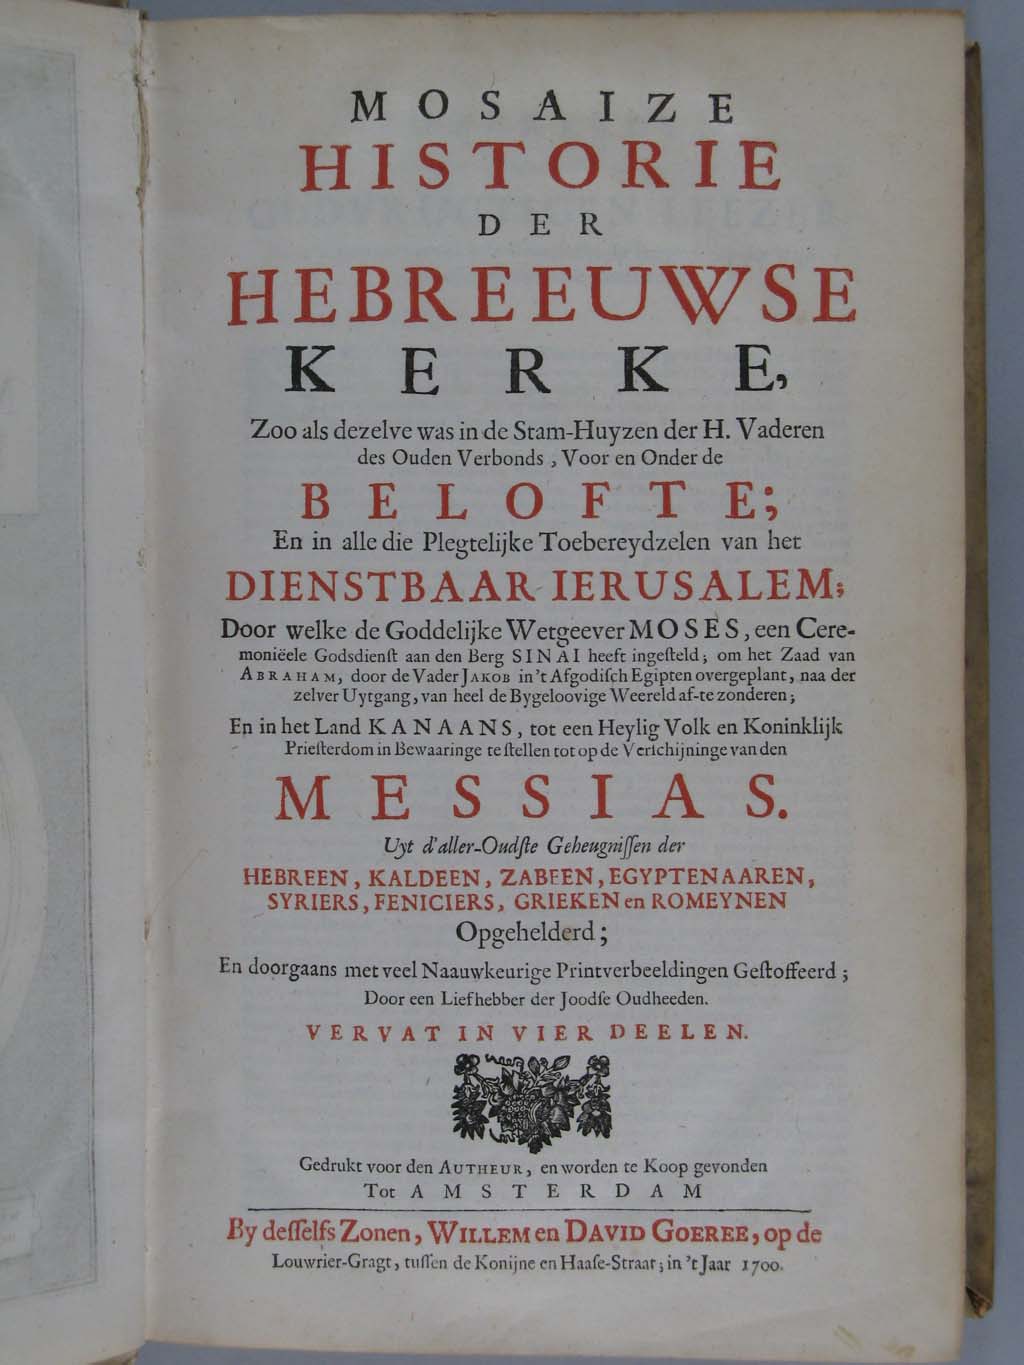 MOSAIZE
HISTORIE
DER
HEBREEUWSE
KERKE,
Zoo als dezelve was in de Stam-Huyzen der H. Vaderen
des Ouden Verbonds, Voor en Onder de
BELOFTE;
En in alle die Plegtelijke Toebereydzelen van het
DIENSTBAAR IERUSALEM;
Door welke de Goddelijke Wetgeever MOSES, een Cere-
moniëele Godsdienſt aan den Berg SINAI heeft ingeſteld; om het Zaad van
ABRAHAM, door de Vader JAKOB in't Afgodiſch Egipten overgeplant, naa der
zelver Uytgang, van heel de Bygeloovige Weereld af-te zonderen;
En in het Land KANAANS, tot een Heylig Volk en Koninklijk
Prieſterdom in Bewaaringe te ſtellen tot op de Verſchijninge van den
MESSIAS.
Uyt d'aller-Oudſte Geheugniſſen der
HEBREEN, KALDEEN, ZABEEN, EGYPTENAAREN,
SYRIERS, FENICIERS, GRIEKEN en ROMEYNEN
Opgehelderd;
En doorgaans met veel Naauwkeurige Printverbeeldingen Geſtoffeerd;
Door een Liefhebber der Joodſe Oudheeden.
VERVAT IN VIER DEELEN.
Gedrukt voor den AUTHEUR, en worden te Koop gevonden
Tot AMSTERDAM
By deſſelfs Zonen, WILLEM en DAVID GOEREE, op de
Louwrier-Gragt, tuſſen de Konijne en Haaſe-Straat; in 't Jaar 1700.